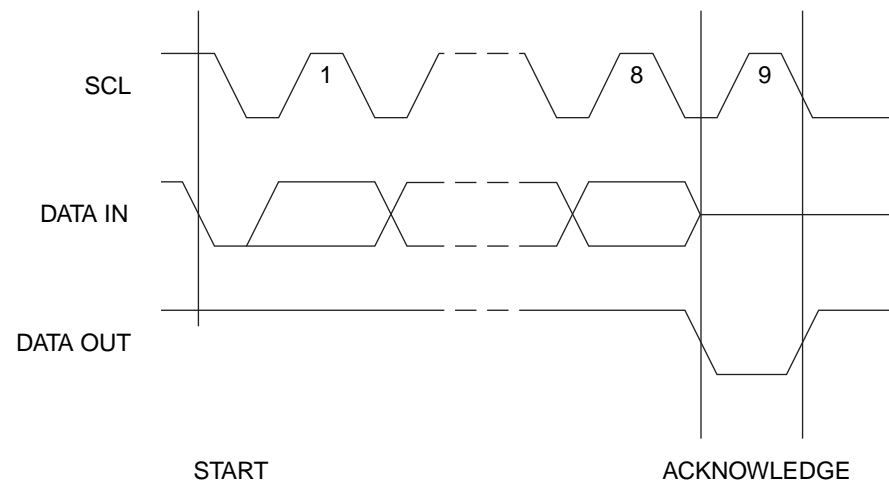 SCL
1
8
9
DATA IN
DATA OUT
START
ACKNOWLEDGE